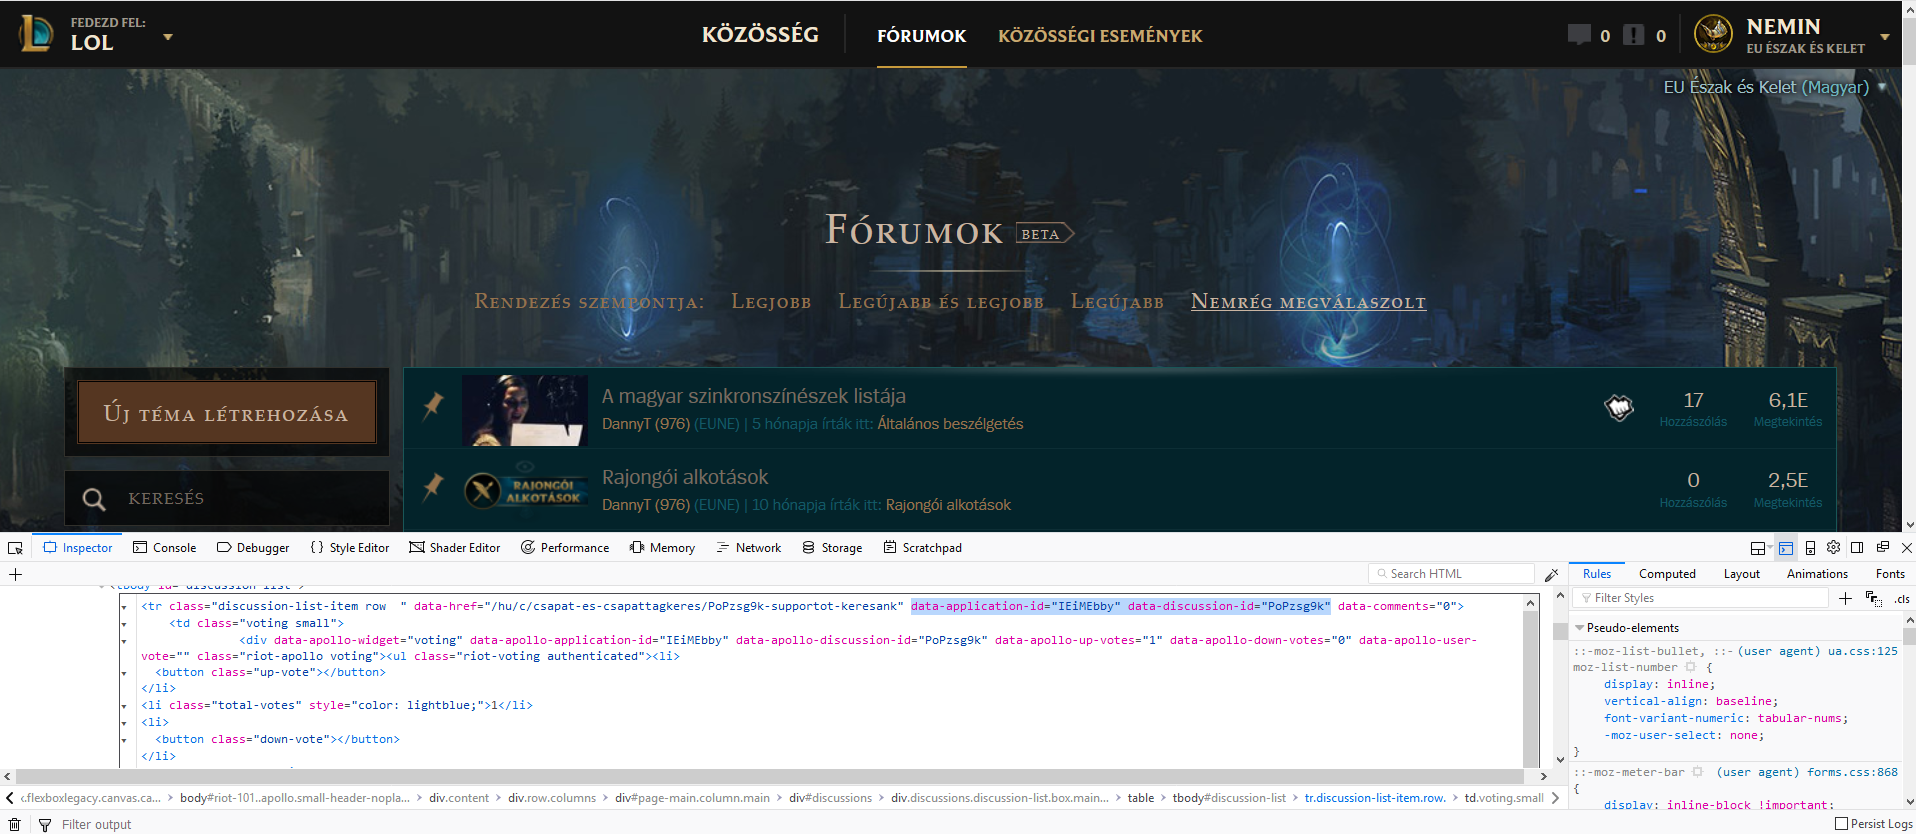 FEDEZD FEL:
LOL
KÖZÖSSÉG
FÓRUMOK
KÖZÖSSÉGI ESEMÉNYEK
0
0
NEMIN
EU ÉSZAK ÉS KELET
EU Észak és Kelet (Magyar)
FÓRUMOK BETA
RENDEZÉS SZEMPONTJA: LEGJOBB LEGÚJABB ÉS LEGJOBB LEGÚJABB NEMRÉG MEGVÁLASZOLT
ÚJ TÉMA LÉTREHOZÁSA
KERESÉS
A magyar szinkronszínészek listája
DannyT (976) (EUNE) | 5 hónapja írták itt: Általános beszélgetés
17
Hozzászólás
6,1E
Megtekintés
RAJONGÓI
ALKOTÁSOK
Rajongói alkotások
DannyT (976) (EUNE) | 10 hónapja írták itt: Rajongói alkotások
0
Hozzászólás
2,5E
Megtekintés
Inspector Console Debugger {} Style Editor Shader Editor Performance Memory Network Storage Scratchpad
+ Search HTML
<tbody id="discussion-list">
<tr class="discussion-list-item row  " data-href="/hu/c/csapat-es-csapattagkeres/PoPzsg9k-supportot-keresank" data-application-id="IEiMEbby" data-discussion-id="PoPzsg9k" data-comments="0">
<td class="voting small">
<div data-apollo-widget="voting" data-apollo-application-id="IEiMEbby" data-apollo-discussion-id="PoPzsg9k" data-apollo-up-votes="1" data-apollo-down-votes="0" data-apollo-user-
vote="" class="riot-apollo voting"><ul class="riot-voting authenticated"><li>
<button class="up-vote"></button>
</li>
<li class="total-votes" style="color: lightblue;">1</li>
<li>
<button class="down-vote"></button>
</li>
‹.flexboxlegacy.canvas.ca... > body#riot-101..apollo.small-header-nopla... > div.content > div.row.columns > div#page-main.column.main > div#discussions > div.discussions.discussion-list.box.main... > table > tbody#discussion-list > tr.discussion-list-item.row. > td.voting.small
Filter output
Persist Logs
Rules Computed Layout Animations Fonts
Filter Styles + .cls
Pseudo-elements
::-moz-list-bullet, ::- (user agent) ua.css:125
moz-list-number {
display: inline;
vertical-align: baseline;
font-variant-numeric: tabular-nums;
-moz-user-select: none;
}
::-moz-meter-bar (user agent) forms.css:868
{
display: inline-block !important;